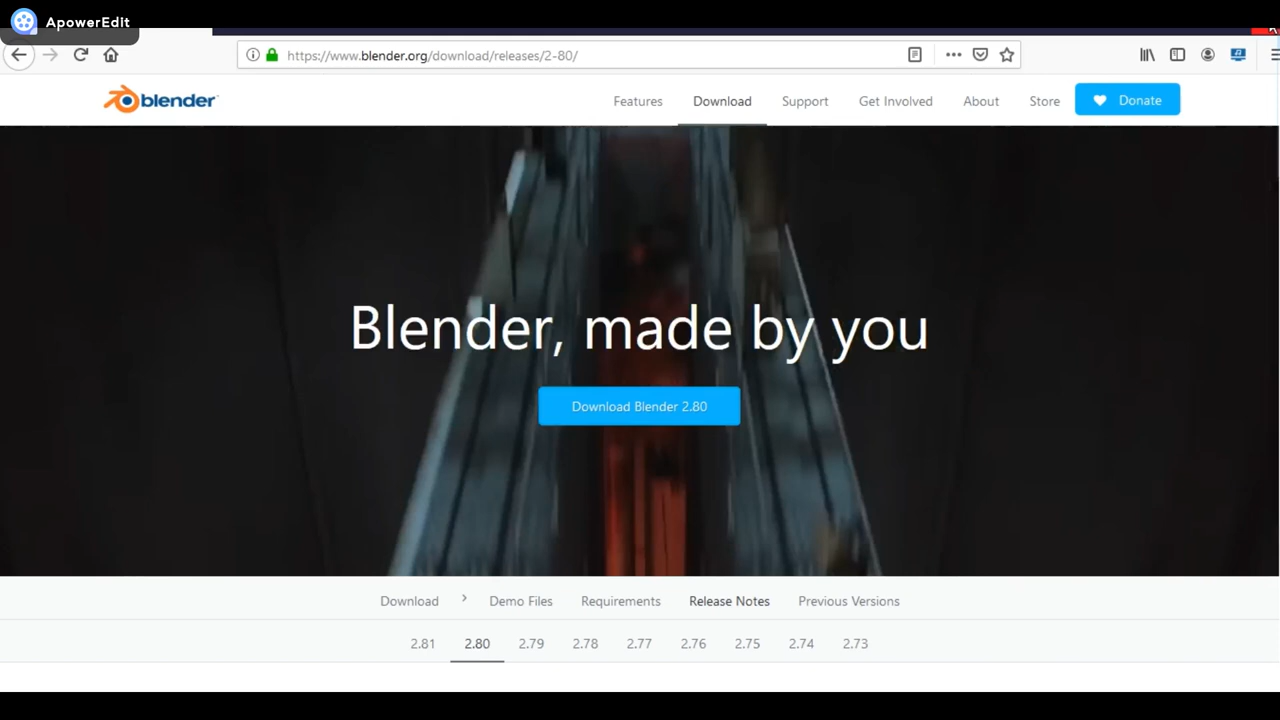 ApowerEdit
https://www.blender.org/download/releases/2-80/
blender
Features Download Support Get Involved About Store Donate
Blender, made by you
Download Blender 2.80
Download > Demo Files Requirements Release Notes Previous Versions
2.81 2.80 2.79 2.78 2.77 2.76 2.75 2.74 2.73